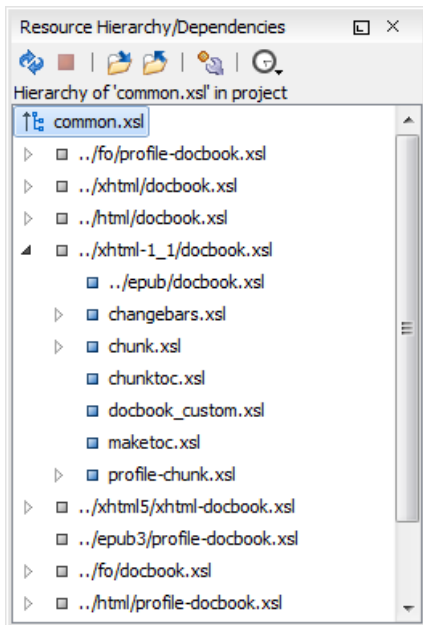 Resource Hierarchy/Dependencies
Hierarchy of 'common.xsl' in project
common.xsl
../fo/profile-docbook.xsl
../xhtml/docbook.xsl
../html/docbook.xsl
../xhtml-1_1/docbook.xsl
../epub/docbook.xsl
changebars.xsl
chunk.xsl
chunktoc.xsl
docbook_custom.xsl
maketoc.xsl
profile-chunk.xsl
../xhtml5/xhtml-docbook.xsl
../epub3/profile-docbook.xsl
../fo/docbook.xsl
../html/profile-docbook.xsl